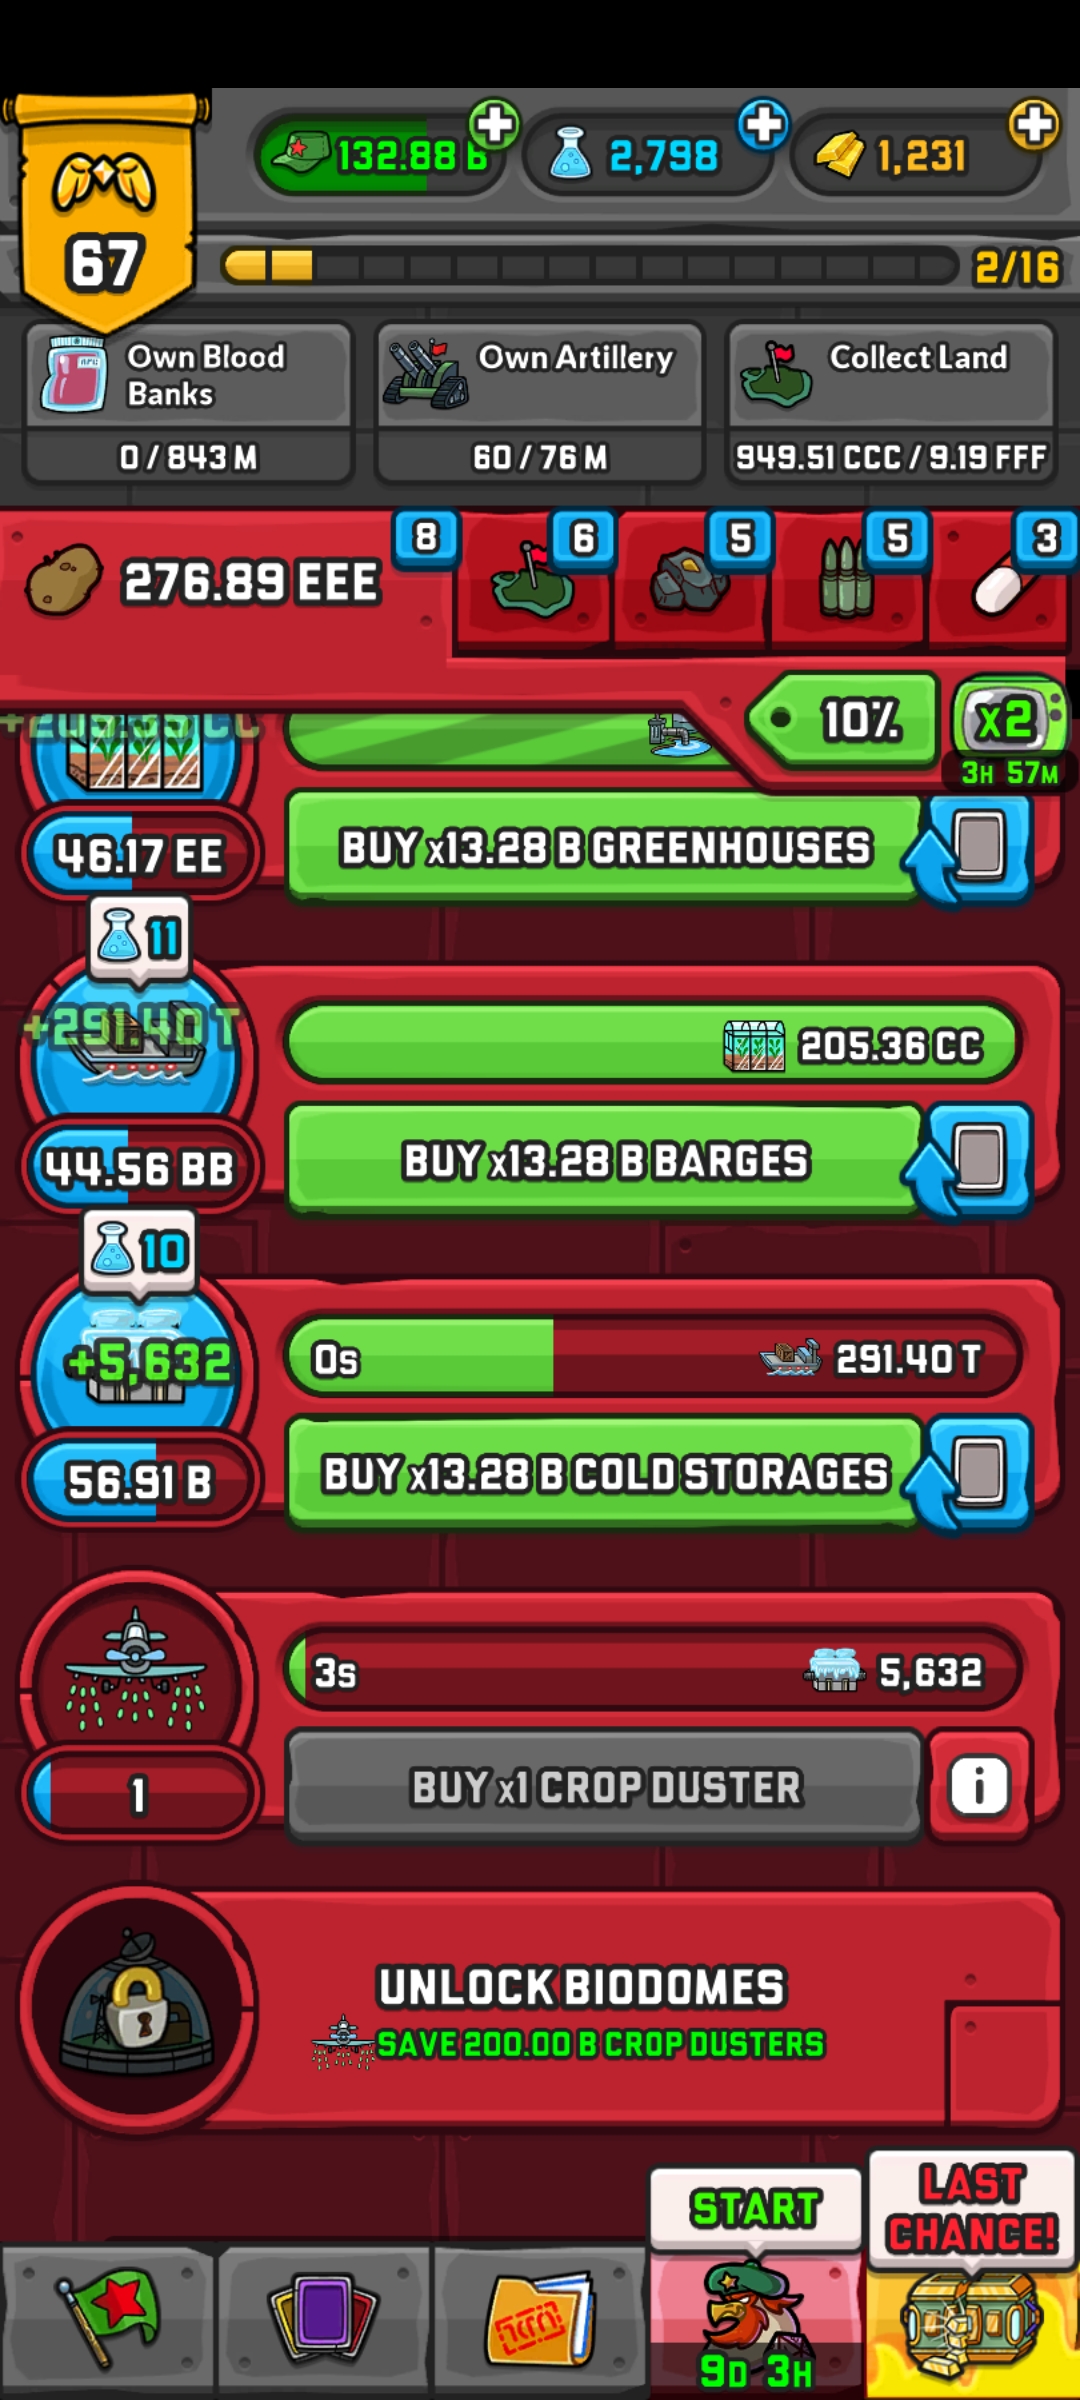 132.88 B
2,798
1,231
67
2/16
Own Blood Banks
0 / 843 M
Own Artillery
60 / 76 M
Collect Land
949.51 CCC / 9.19 FFF
276.89 EEE
8
6
5
5
3
10%
x2
3H 57M
46.17 EE
BUY x13.28 B GREENHOUSES
11
+291.40 T
205.36 CC
44.56 BB
BUY x13.28 B BARGES
10
+5,632
0s
291.40 T
56.91 B
BUY x13.28 B COLD STORAGES
3s
5,632
1
BUY x1 CROP DUSTER
i
UNLOCK BIODOMES
SAVE 200.00 B CROP DUSTERS
START
LAST CHANCE!
9D 3H